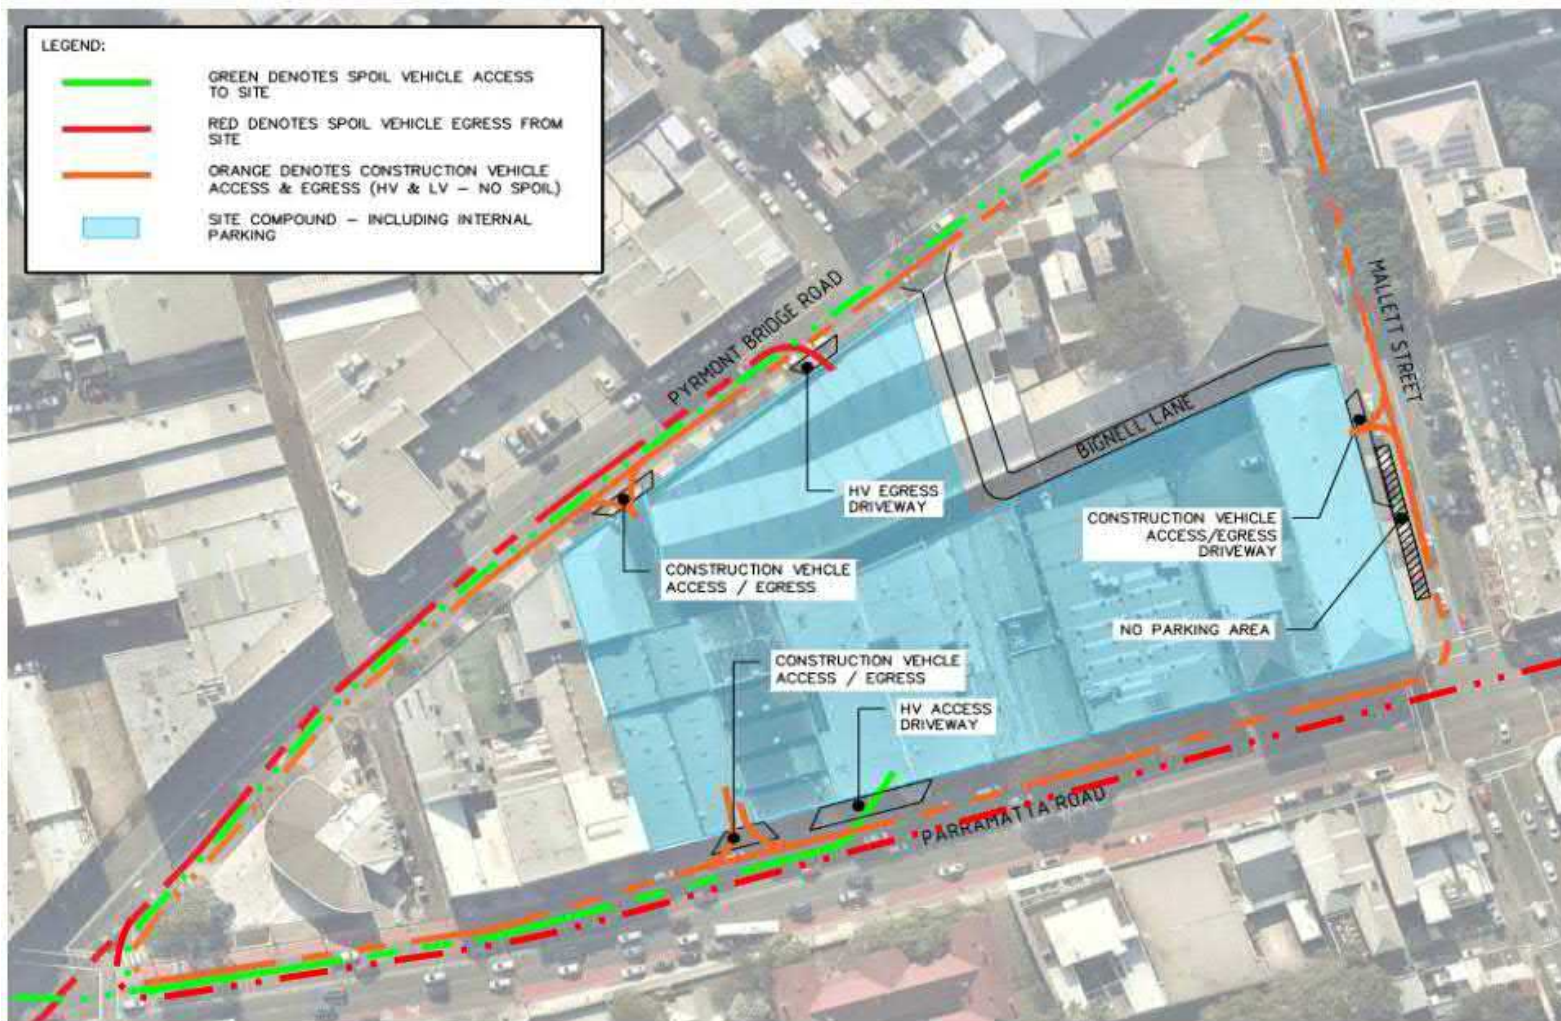 LEGEND:
GREEN DENOTES SPOIL VEHICLE ACCESS
TO SITE
RED DENOTES SPOIL VEHICLE EGRESS FROM
SITE
ORANGE DENOTES CONSTRUCTION VEHICLE
ACCESS & EGRESS (HV & LV – NO SPOIL)
SITE COMPOUND – INCLUDING INTERNAL
PARKING
PYRMONT BRIDGE ROAD
MALLETT STREET
BIGNELL LANE
HV EGRESS
DRIVEWAY
CONSTRUCTION VEHICLE
ACCESS/EGRESS
DRIVEWAY
CONSTRUCTION VEHCLE
ACCESS / EGRESS
NO PARKING AREA
CONSTRUCTION VEHCLE
ACCESS / EGRESS
HV ACCESS
DRIVEWAY
PARRAMATTA ROAD